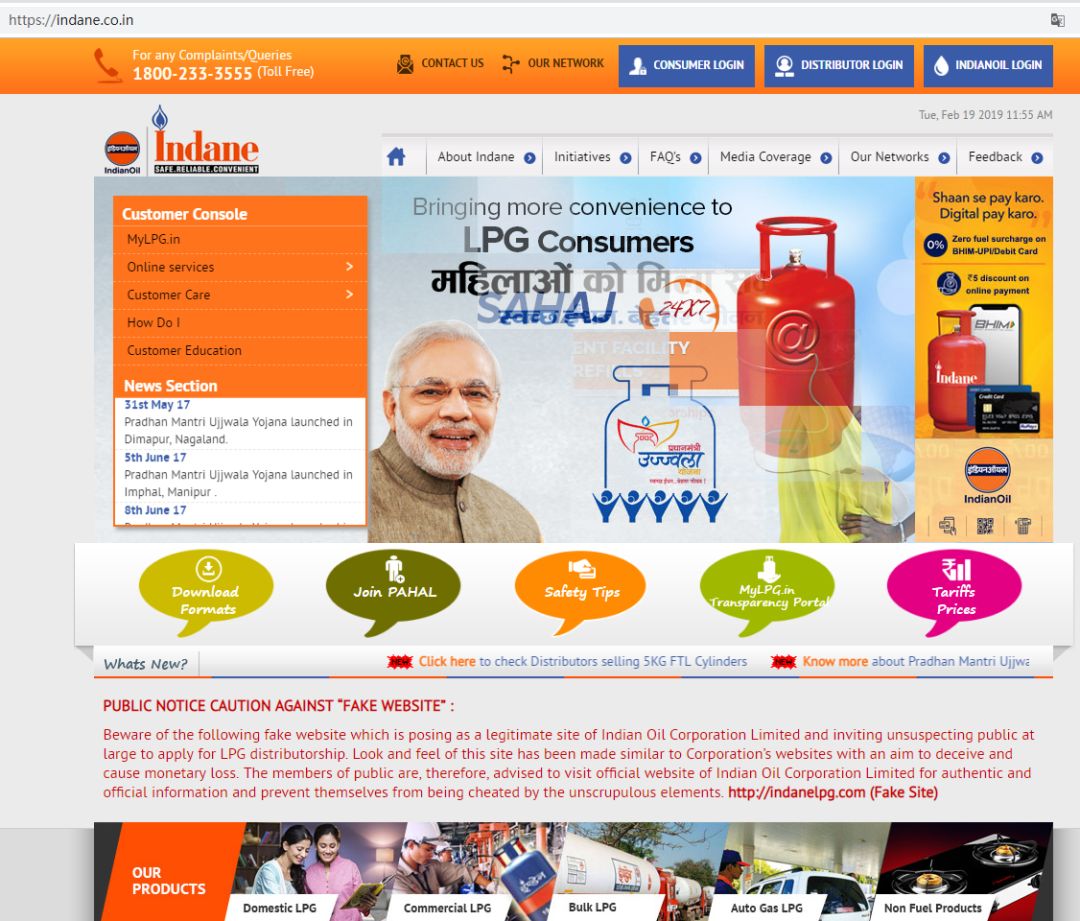 https://indane.co.in
For any Complaints/Queries
1800-233-3555 (Toll Free)
CONTACT US
OUR NETWORK
CONSUMER LOGIN
DISTRIBUTOR LOGIN
INDIANOIL LOGIN
Tue, Feb 19 2019 11:55 AM
इंडियनऑयल
IndianOil
Indane
SAFE.RELIABLE.CONVENIENT
About Indane
Initiatives
FAQ's
Media Coverage
Our Networks
Feedback
Customer Console
MyLPG.in
Online services
Customer Care
How Do I
Customer Education
News Section
31st May 17
Pradhan Mantri Ujjwala Yojana launched in
Dimapur, Nagaland.
5th June 17
Pradhan Mantri Ujjwala Yojana launched in
Imphal, Manipur .
8th June 17
Bringing more convenience to
LPG Consumers
महिलाओं को मिला
SAHAJ
24X7
ENT FACILITY
REFILLS
प्रधानमंत्री
उज्ज्वला
योजना
Shaan se pay karo.
Digital pay karo.
0%
Zero fuel surcharge on
BHIM-UPI/Debit Card
₹5 discount on
online payment
BHIM
Indane
Credit Card
इंडियनऑयल
IndianOil
Download
Formats
Join PAHAL
Safety Tips
MyLPG.in
Transparency Portal
Tariffs
Prices
Whats New?
NEW
Click here to check Distributors selling 5KG FTL Cylinders
NEW
Know more about Pradhan Mantri Ujjwa
PUBLIC NOTICE CAUTION AGAINST “FAKE WEBSITE” :
Beware of the following fake website which is posing as a legitimate site of Indian Oil Corporation Limited and inviting unsuspecting public at
large to apply for LPG distributorship. Look and feel of this site has been made similar to Corporation's websites with an aim to deceive and
cause monetary loss. The members of public are, therefore, advised to visit official website of Indian Oil Corporation Limited for authentic and
official information and prevent themselves from being cheated by the unscrupulous elements. http://indanelpg.com (Fake Site)
OUR
PRODUCTS
Domestic LPG
Commercial LPG
Bulk LPG
Auto Gas LPG
Non Fuel Products